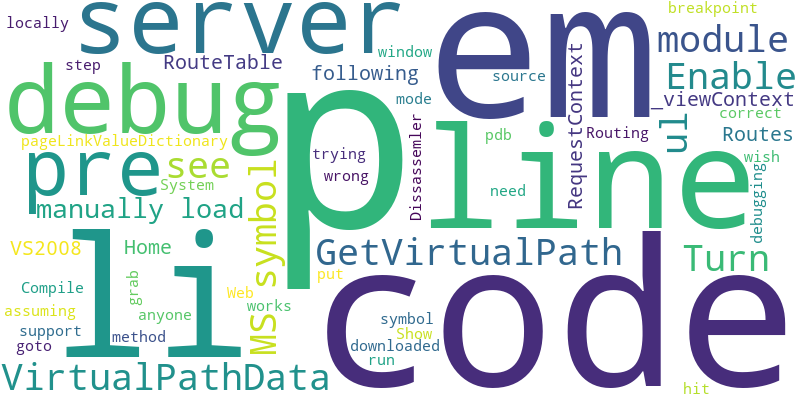 locally
server
em
breakpoint
step
RouteTable
window
module
debug
following
source
Enable
mode
_viewContext
correct
pageLinkValueDictionary
p
line
Routing
Routes
pre
see
trying
pdb
ul
wish
System
wrong
need
Dissassemler
RequestContext
debugging
manually load
symbol
li
VS2008
Home
GetVirtualPath
Turn
Compile
grab
Web
put
code
assuming
anyone
works
MS
support
method
symbol
Show
goto
downloaded
run
VirtualPathData
hit